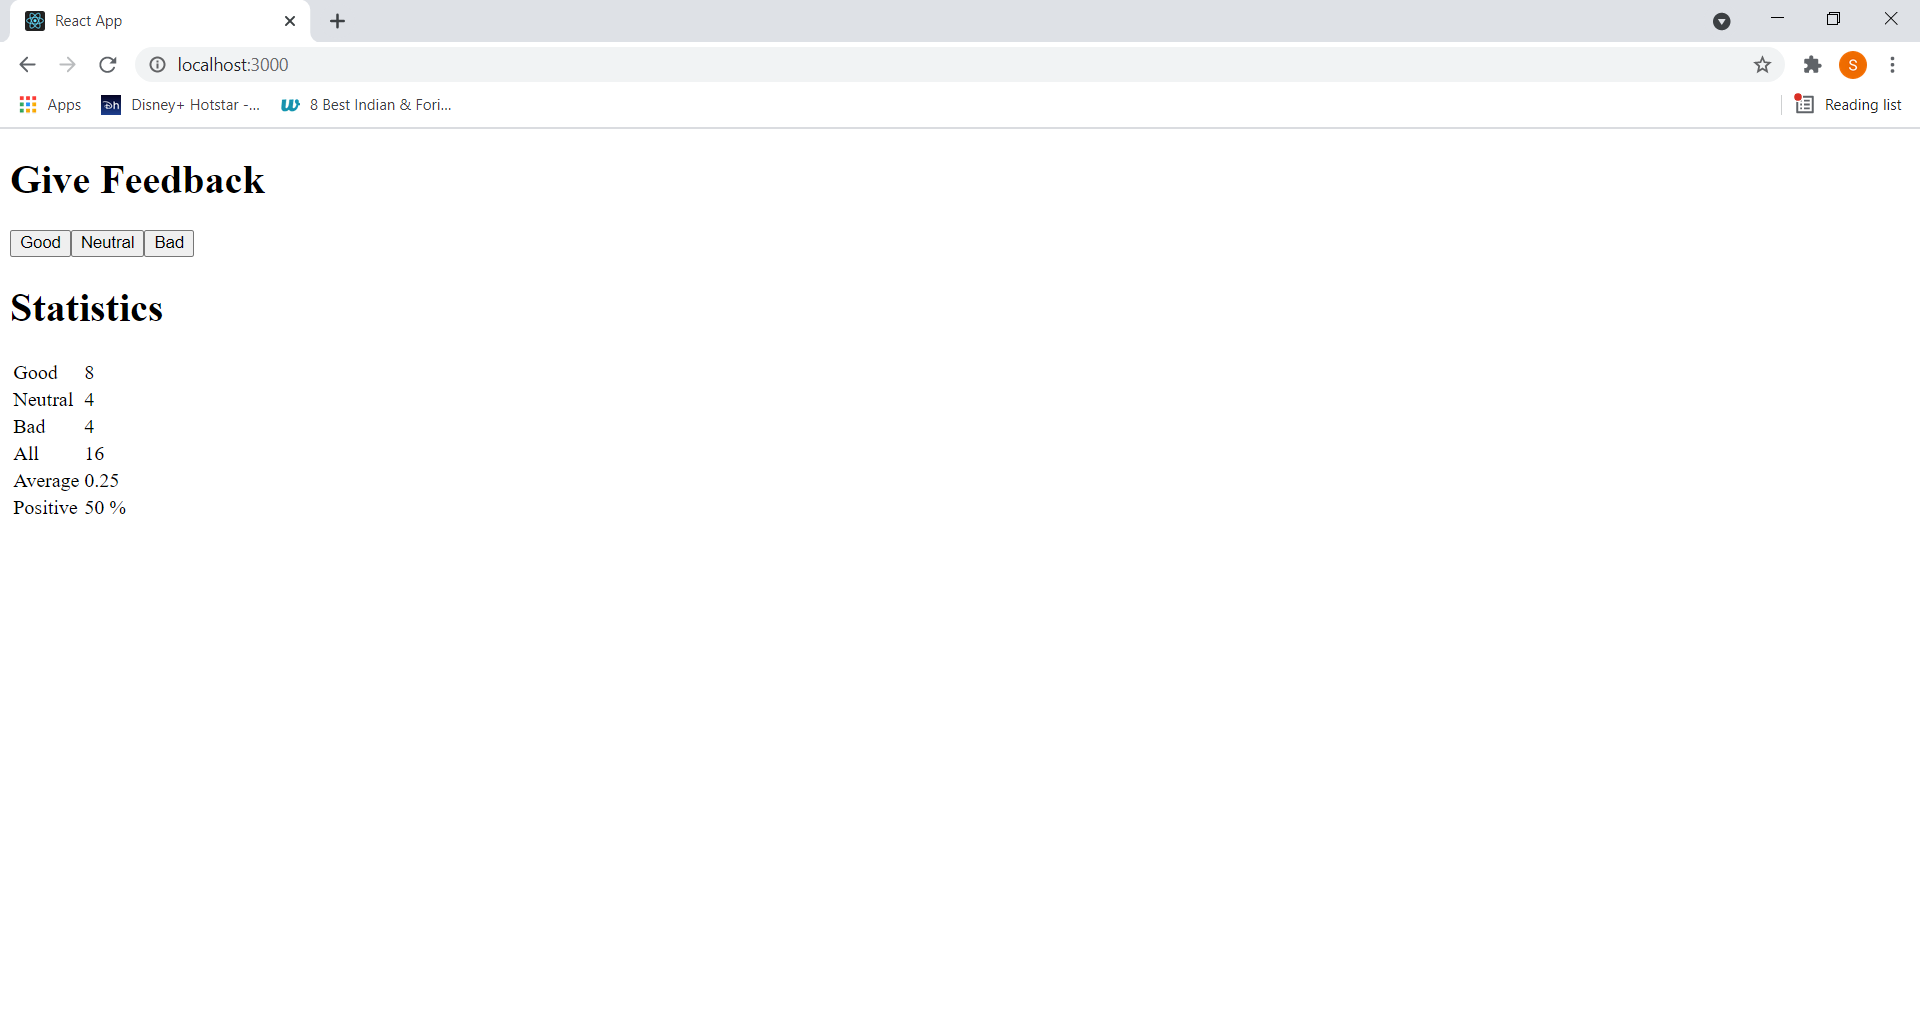 React App
localhost:3000
S
Apps Disney+ Hotstar -... 8 Best Indian & Fori... Reading list
Give Feedback
Good Neutral Bad
Statistics
Good 8
Neutral 4
Bad 4
All 16
Average 0.25
Positive 50 %